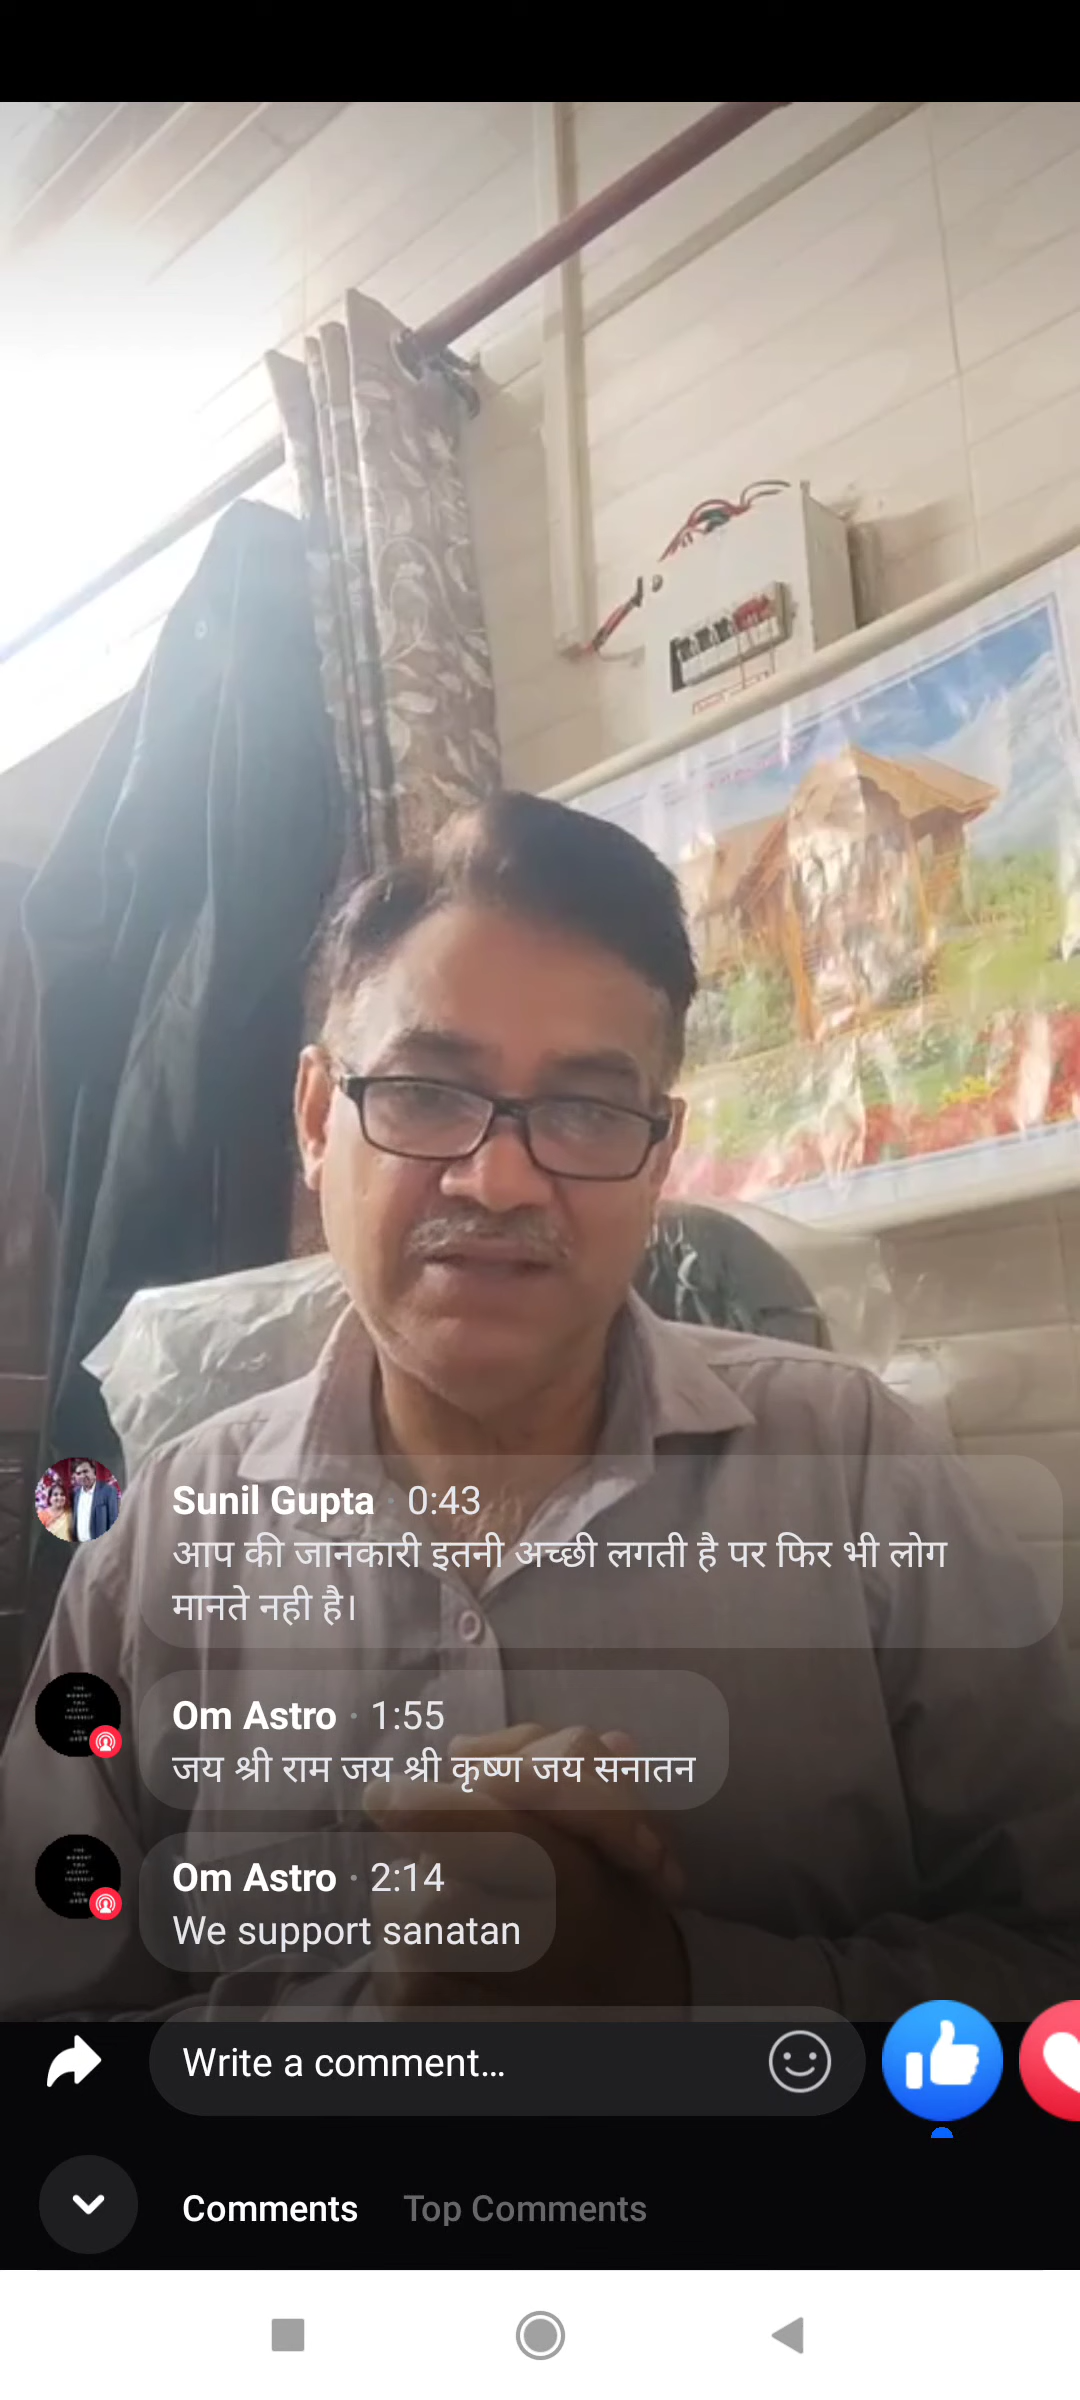 Sunil Gupta · 0:43
आप की जानकारी इतनी अच्छी लगती है पर फिर भी लोग
मानते नही है।
Om Astro · 1:55
जय श्री राम जय श्री कृष्ण जय सनातन
Om Astro · 2:14
We support sanatan
Write a comment...
Comments Top Comments